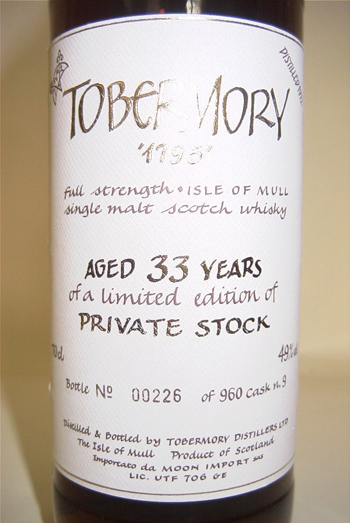 TOBERMORY
'1795'
full strength • ISLE OF MULL
single malt scotch whisky
AGED 33 YEARS
of a limited edition of
PRIVATE STOCK
70cl
49%
Bottle Nº 00226 of 960 Cask n. 9
Distilled & Bottled by TOBERMORY DISTILLERS LTD
The Isle of Mull Product of Scotland
Importato da MOON IMPORT SAS
LIC. UTF 706 GE
DISTILLED